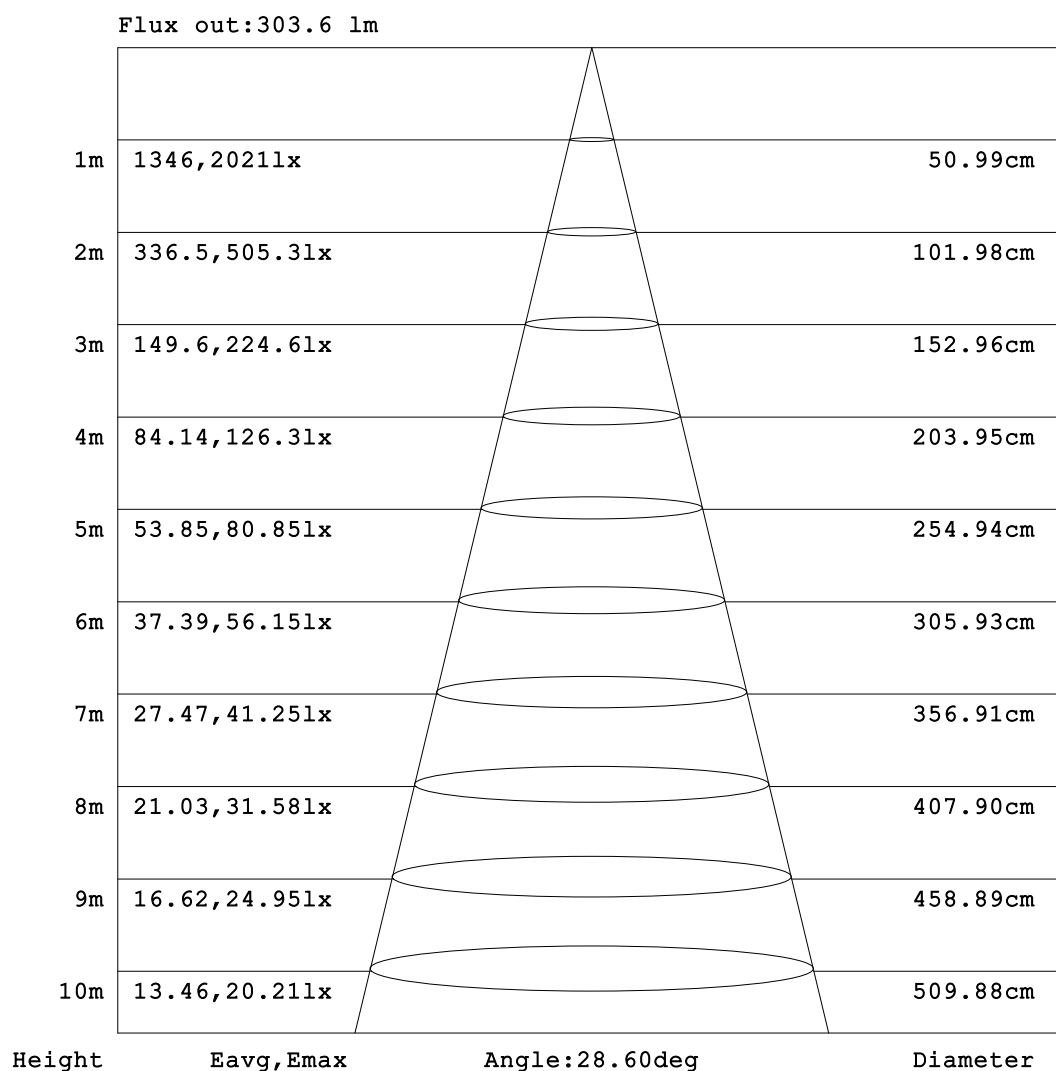 Flux out:303.6 lm
1m 1346,2021lx 50.99cm
2m 336.5,505.3lx 101.98cm
3m 149.6,224.6lx 152.96cm
4m 84.14,126.3lx 203.95cm
5m 53.85,80.85lx 254.94cm
6m 37.39,56.15lx 305.93cm
7m 27.47,41.25lx 356.91cm
8m 21.03,31.58lx 407.90cm
9m 16.62,24.95lx 458.89cm
10m 13.46,20.21lx 509.88cm
Height Eavg,Emax Angle:28.60deg Diameter